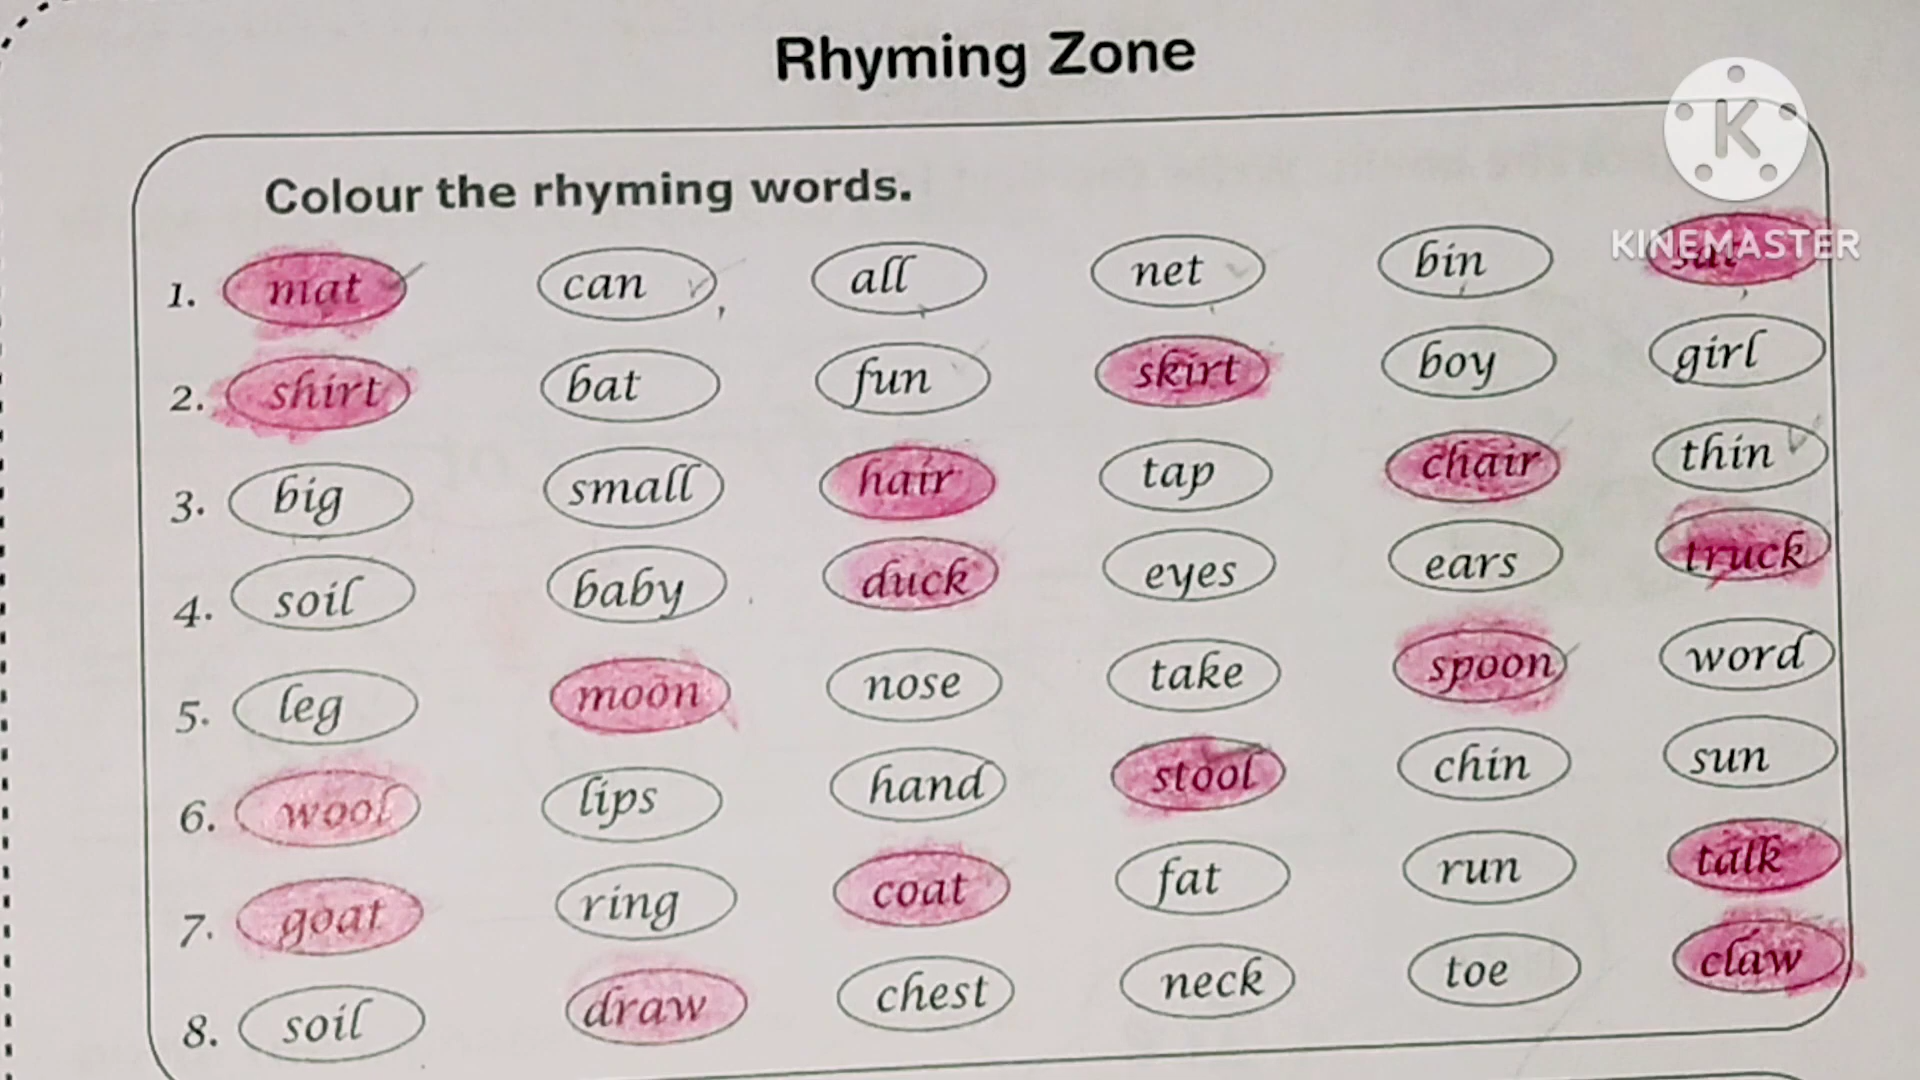 Rhyming Zone
K
KINEMASTER
Colour the rhyming words.
1. mat can all net bin sat
2. shirt bat fun skirt boy girl
3. big small hair tap chair thin
4. soil baby duck eyes ears truck
5. leg moon nose take spoon word
6. wool lips hand stool chin sun
7. goat ring coat fat run talk
8. soil draw chest neck toe claw